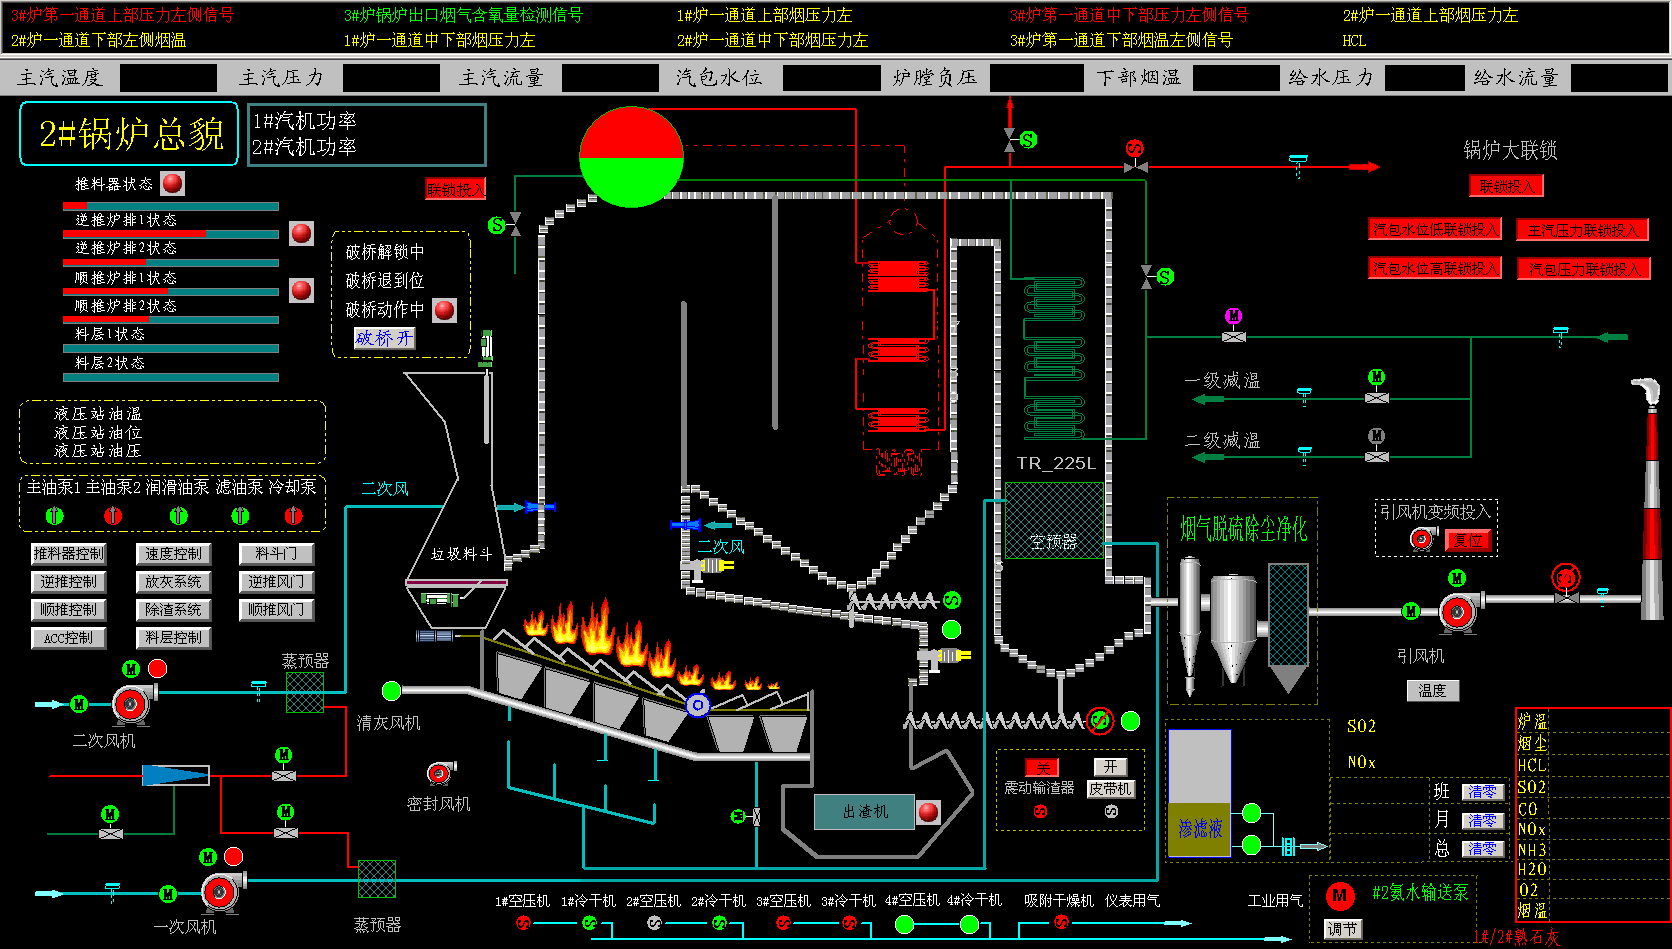 3#炉第一通道上部压力左侧信号
3#炉锅炉出口烟气含氧量检测信号
1#炉一通道上部烟压力左
3#炉第一通道中下部压力左侧信号
2#炉一通道上部烟压力左
2#炉一通道下部左侧烟温
1#炉一通道中下部烟压力左
2#炉一通道中下部烟压力左
3#炉第一通道下部烟温左侧信号
HCL
主汽温度
主汽压力
主汽流量
汽包水位
炉膛负压
下部烟温
给水压力
给水流量
2#锅炉总貌
1#汽机功率
2#汽机功率
推料器状态
逆推炉排1状态
逆推炉排2状态
顺推炉排1状态
顺推炉排2状态
料层1状态
料层2状态
联锁投入
破桥解锁中
破桥退到位
破桥动作中
破桥开
锅炉大联锁
联锁投入
汽包水位低联锁投入
主汽压力联锁投入
汽包水位高联锁投入
汽包压力联锁投入
一级减温
二级减温
液压站油温
液压站油位
液压站油压
主油泵1 主油泵2 润滑油泵 滤油泵 冷却泵
二次风
垃圾料斗
二次风
TR_225L
空预器
烟气脱硫除尘净化
引风机变频投入
复位
推料器控制
速度控制
料斗门
逆推控制
放灰系统
逆推风门
顺推控制
除渣系统
顺推风门
ACC控制
料层控制
蒸预器
二次风机
清灰风机
密封风机
引风机
温度
关
开
震动输渣器
皮带机
出渣机
渗滤液
SO2
NOx
班
清零
月
清零
总
清零
炉温
烟尘
HCL
SO2
CO
NOx
NH3
H2O
O2
烟温
一次风机
蒸预器
1#空压机
1#冷干机
2#空压机
2#冷干机
3#空压机
3#冷干机
4#空压机
4#冷干机
吸附干燥机
仪表用气
工业用气
#2氨水输送泵
调节
1#/2#熟石灰